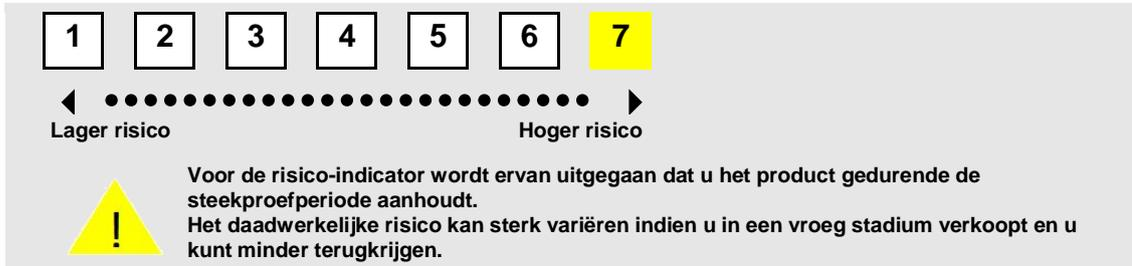 1 2 3 4 5 6 7
Lager risico Hoger risico
Voor de risico-indicator wordt ervan uitgegaan dat u het product gedurende de
steekproefperiode aanhoudt.
!
Het daadwerkelijke risico kan sterk variëren indien u in een vroeg stadium verkoopt en u
kunt minder terugkrijgen.